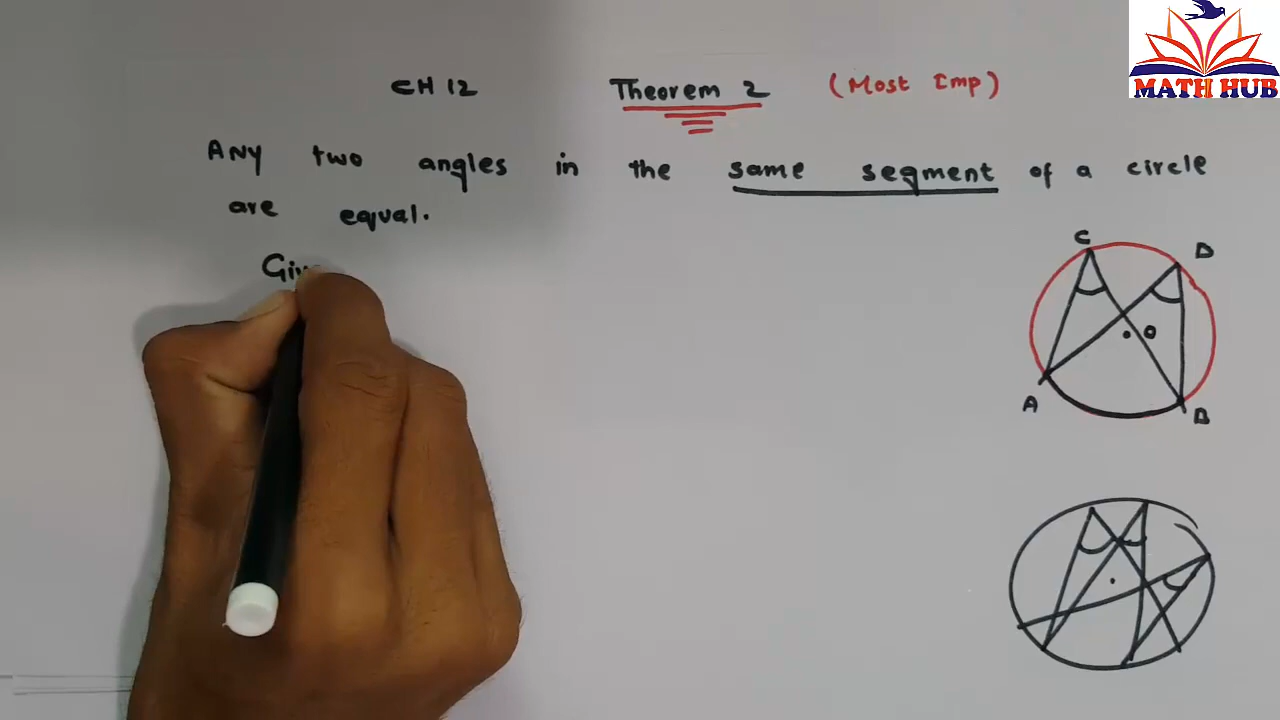 CH 12 Theorem 2 (Most Imp)
MATH HUB
ANy two angles in the same segment of a circle
are equal.
C
D
O
A
B